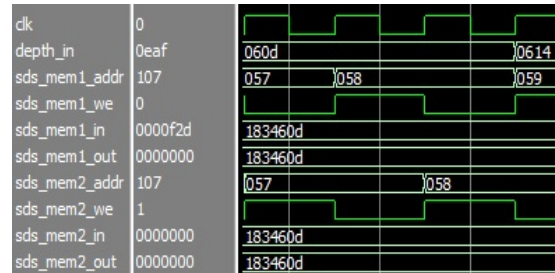 clk 0
depth_in 0eaf 060d 0614
sds_mem1_addr 107 057 058 059
sds_mem1_we 0
sds_mem1_in 0000f2d 183460d
sds_mem1_out 0000000 183460d
sds_mem2_addr 107 057 058
sds_mem2_we 1
sds_mem2_in 0000000 183460d
sds_mem2_out 0000000 183460d